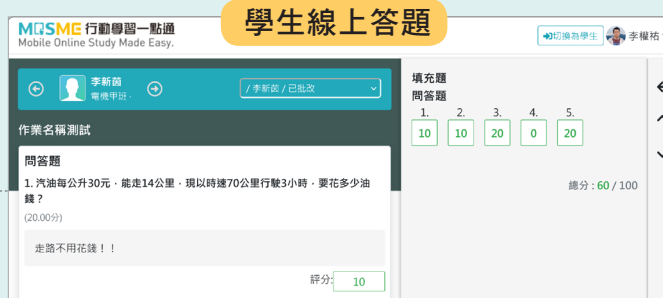 學生線上答題
MOSME 行動學習一點通
Mobile Online Study Made Easy.
切換為學生
李權祐
李新茵
電機甲班 .
/ 李新茵 / 已批改
作業名稱測試
問答題
1. 汽油每公升30元，能走14公里，現以時速70公里行駛3小時，要花多少油
錢？
(20.00分)
走路不用花錢！！
評分: 10
填充題
問答題
1. 2. 3. 4. 5.
10 10 20 0 20
總分 : 60 / 100